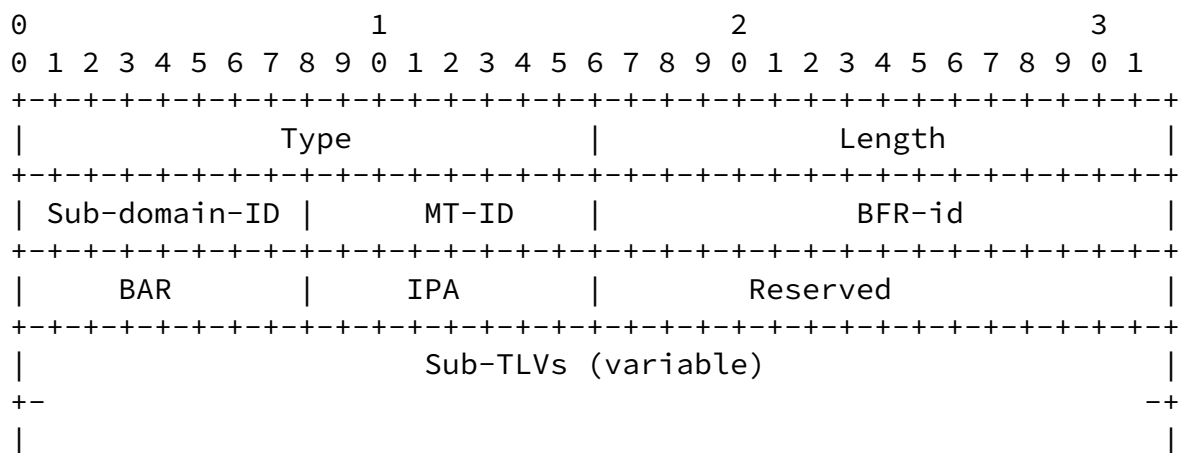 0                   1                   2                   3
0 1 2 3 4 5 6 7 8 9 0 1 2 3 4 5 6 7 8 9 0 1 2 3 4 5 6 7 8 9 0 1
+-+-+-+-+-+-+-+-+-+-+-+-+-+-+-+-+-+-+-+-+-+-+-+-+-+-+-+-+-+-+-+-+
|              Type             |             Length            |
+-+-+-+-+-+-+-+-+-+-+-+-+-+-+-+-+-+-+-+-+-+-+-+-+-+-+-+-+-+-+-+-+
| Sub-domain-ID |      MT-ID    |              BFR-id           |
+-+-+-+-+-+-+-+-+-+-+-+-+-+-+-+-+-+-+-+-+-+-+-+-+-+-+-+-+-+-+-+-+
|     BAR       |     IPA       |        Reserved               |
+-+-+-+-+-+-+-+-+-+-+-+-+-+-+-+-+-+-+-+-+-+-+-+-+-+-+-+-+-+-+-+-+
|                      Sub-TLVs (variable)                      |
+-                                                             -+
|                                                               |